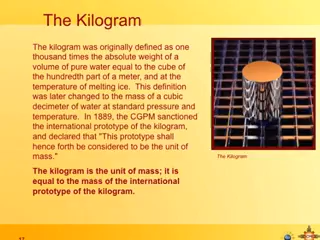 The Kilogram
The kilogram was originally defined as one
thousand times the absolute weight of a
volume of pure water equal to the cube of
the hundredth part of a meter, and at the
temperature of melting ice.  This definition
was later changed to the mass of a cubic
decimeter of water at standard pressure and
temperature.  In 1889, the CGPM sanctioned
the international prototype of the kilogram,
and declared that "This prototype shall
hence forth be considered to be the unit of
mass."
The kilogram is the unit of mass; it is
equal to the mass of the international
prototype of the kilogram.
The Kilogram